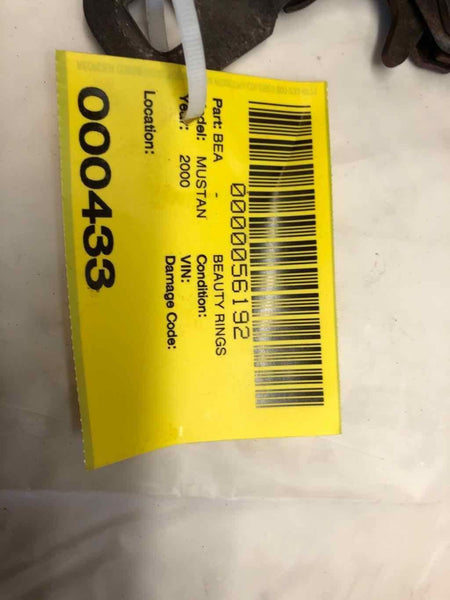 0000056192
Part: BEA - BEAUTY RINGS
Model: MUSTAN Condition:
Year: 2000 VIN:
Damage Code:
Location:
000433